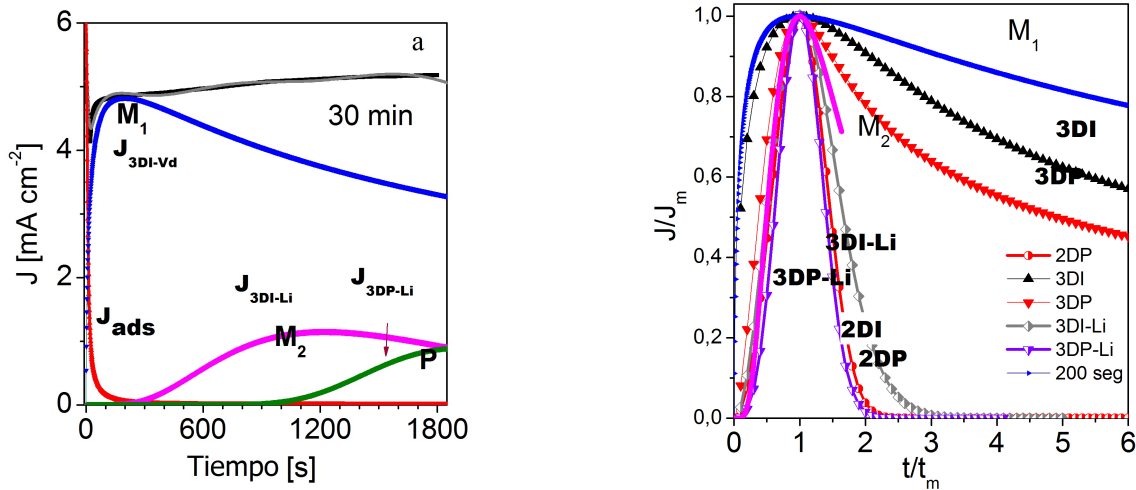 6
a
30 min
M1
J3DI-Vd
4
J [mA cm-2]
2
J3DI-Li
J3DP-Li
Jads
M2
P
0
0 600 1200 1800
Tiempo [s]
1,0
M1
0,8
3DI
M2
3DP
0,6
J/Jm
3DI-Li
0,4
3DP-Li
2DP
3DI
3DP
3DI-Li
3DP-Li
200 seg
0,2
2DI
2DP
0,0
0 1 2 3 4 5 6
t/tm